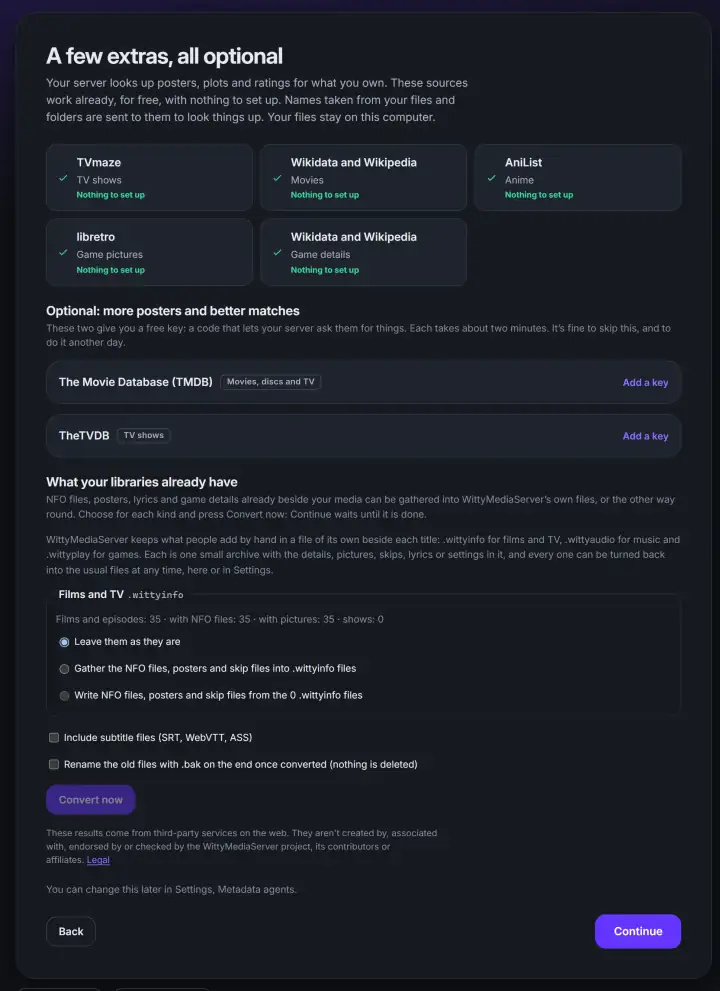 A few extras, all optional
Your server looks up posters, plots and ratings for what you own. These sources
work already, for free, with nothing to set up. Names taken from your files and
folders are sent to them to look things up. Your files stay on this computer.
TVmaze
TV shows
Nothing to set up
Wikidata and Wikipedia
Movies
Nothing to set up
AniList
Anime
Nothing to set up
libretro
Game pictures
Nothing to set up
Wikidata and Wikipedia
Game details
Nothing to set up
Optional: more posters and better matches
These two give you a free key: a code that lets your server ask them for things. Each takes about two minutes. It's fine to skip this, and to
do it another day.
The Movie Database (TMDB) Movies, discs and TV Add a key
TheTVDB TV shows Add a key
What your libraries already have
NFO files, posters, lyrics and game details already beside your media can be gathered into WittyMediaServer's own files, or the other way
round. Choose for each kind and press Convert now: Continue waits until it is done.
WittyMediaServer keeps what people add by hand in a file of its own beside each title: .wittyinfo for films and TV, .wittyaudio for music and
.wittyplay for games. Each is one small archive with the details, pictures, skips, lyrics or settings in it, and every one can be turned back
into the usual files at any time, here or in Settings.
Films and TV .wittyinfo
Films and episodes: 35 · with NFO files: 35 · with pictures: 35 · shows: 0
Leave them as they are
Gather the NFO files, posters and skip files into .wittyinfo files
Write NFO files, posters and skip files from the 0 .wittyinfo files
Include subtitle files (SRT, WebVTT, ASS)
Rename the old files with .bak on the end once converted (nothing is deleted)
Convert now
These results come from third-party services on the web. They aren't created by, associated
with, endorsed by or checked by the WittyMediaServer project, its contributors or
affiliates. Legal
You can change this later in Settings, Metadata agents.
Back
Continue